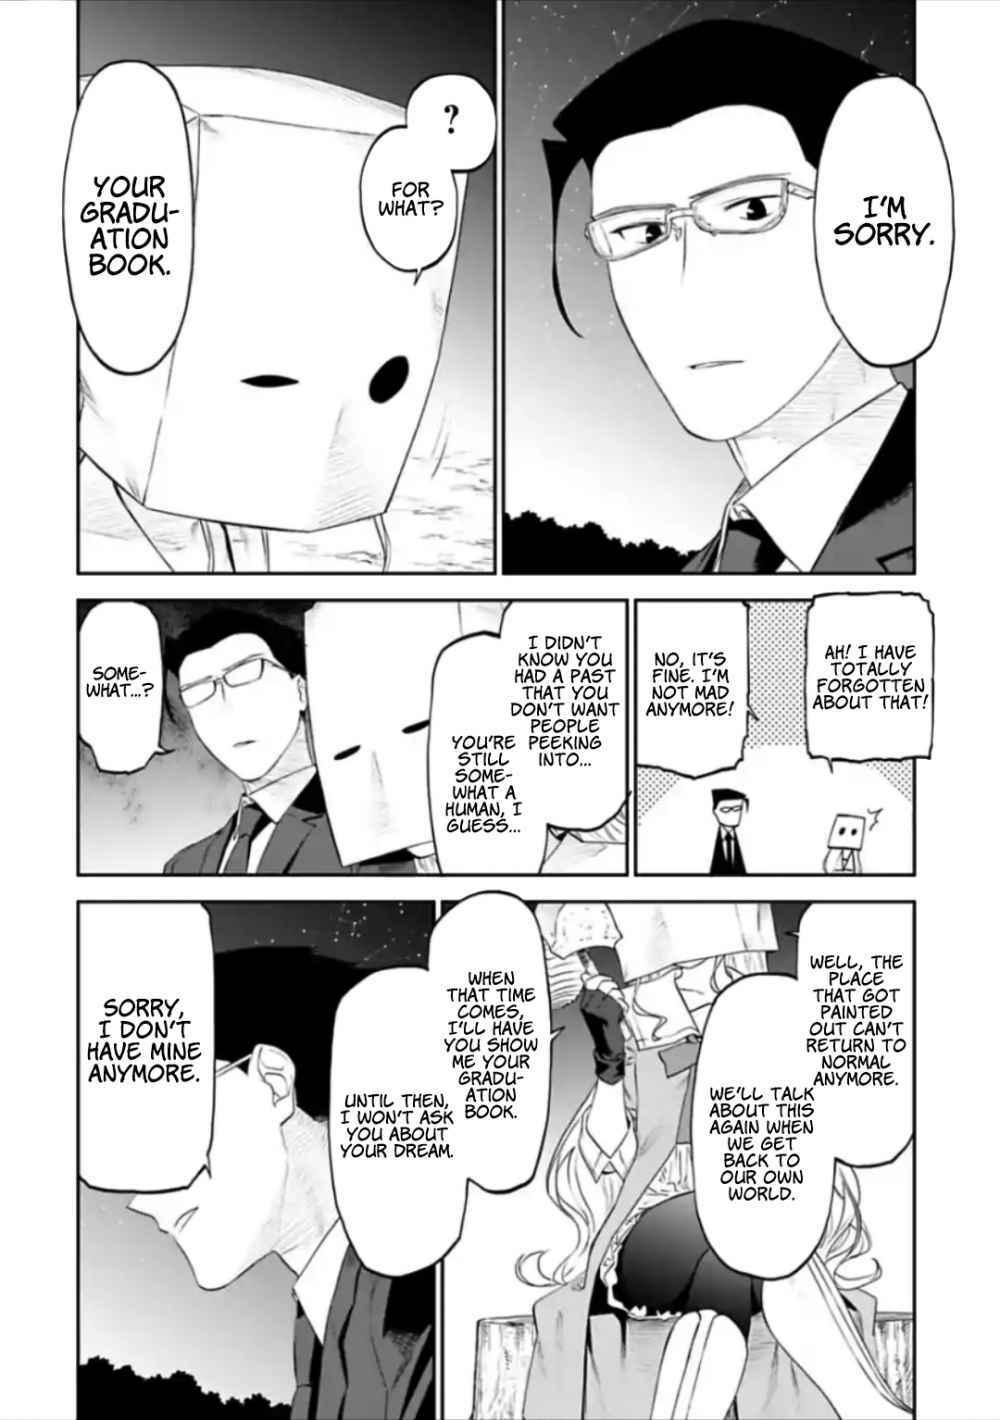 I'M
SORRY.
?
FOR
WHAT?
YOUR
GRADU-
ATION
BOOK.
AH! I HAVE
TOTALLY
FORGOTTEN
ABOUT THAT!
NO, IT'S
FINE. I'M
NOT MAD
ANYMORE!
I DIDN'T
KNOW YOU
HAD A PAST
THAT YOU
DON'T WANT
PEOPLE
PEEKING
INTO...
YOU'RE
STILL
SOME-
WHAT A
HUMAN, I
GUESS...
SOME-
WHAT...?
WELL, THE
PLACE
THAT GOT
PAINTED
OUT CAN'T
RETURN TO
NORMAL
ANYMORE.
WE'LL TALK
ABOUT THIS
AGAIN WHEN
WE GET
BACK TO
OUR OWN
WORLD.
WHEN
THAT TIME
COMES,
I'LL HAVE
YOU SHOW
ME YOUR
GRADU-
ATION
BOOK.
UNTIL THEN,
I WON'T ASK
YOU ABOUT
YOUR DREAM.
SORRY,
I DON'T
HAVE MINE
ANYMORE.